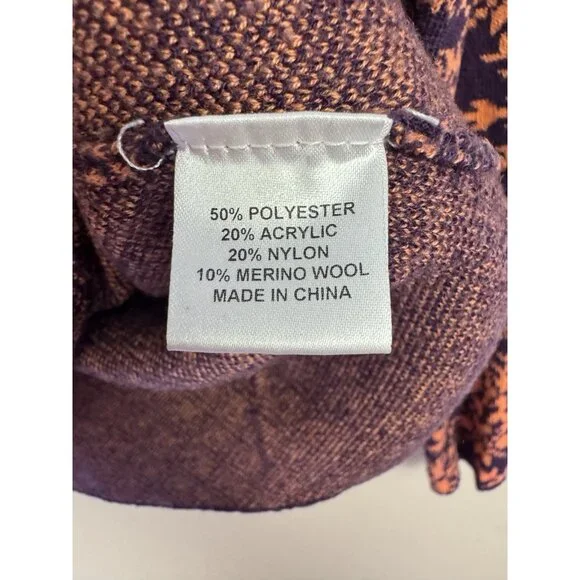 50% POLYESTER
20% ACRYLIC
20% NYLON
10% MERINO WOOL
MADE IN CHINA